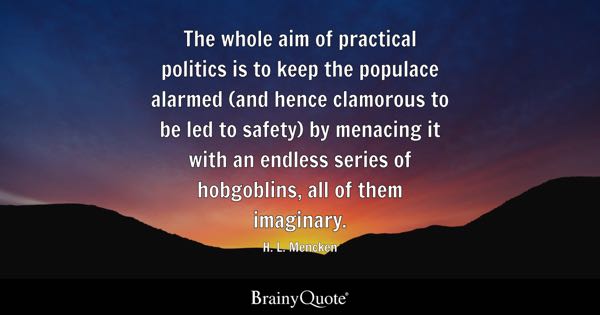 The whole aim of practical
politics is to keep the populace
alarmed (and hence clamorous to
be led to safety) by menacing it
with an endless series of
hobgoblins, all of them
imaginary.
H. L. Mencken
BrainyQuote®